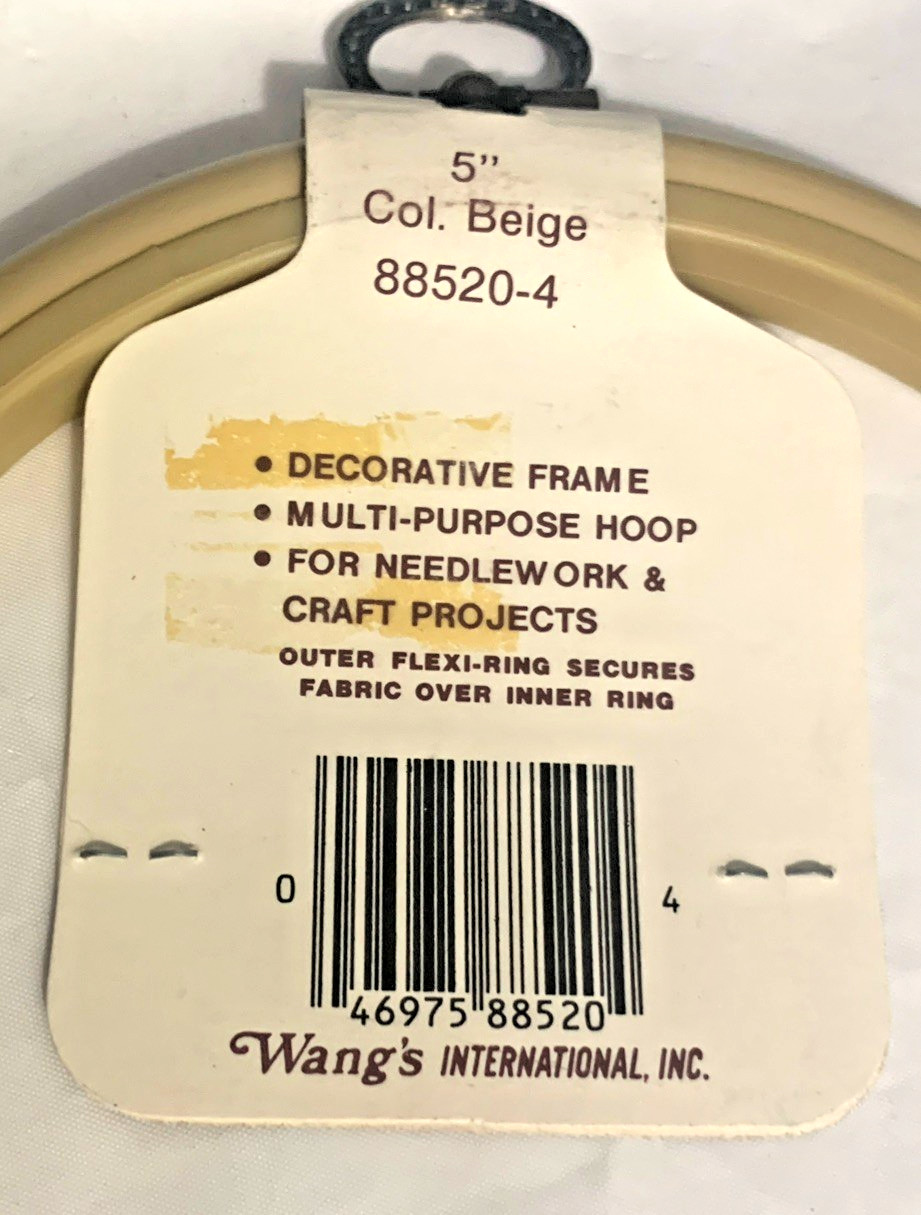 5"
Col. Beige
88520-4
• DECORATIVE FRAME
• MULTI-PURPOSE HOOP
• FOR NEEDLEWORK &
CRAFT PROJECTS
OUTER FLEXI-RING SECURES
FABRIC OVER INNER RING
0 46975 88520 4
Wang's INTERNATIONAL, INC.